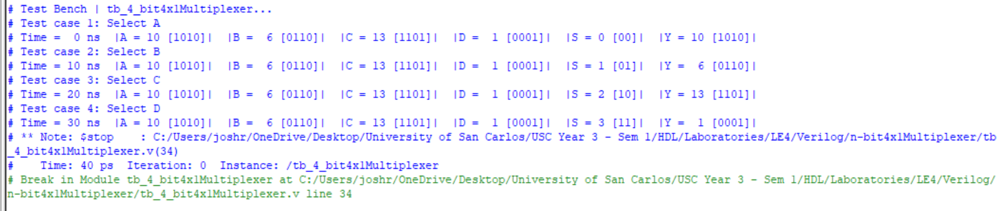 # Test Bench | tb_4_bit4x1Multiplexer...
# Test case 1: Select A
# Time =  0 ns  |A = 10 [1010]|  |B =  6 [0110]|  |C = 13 [1101]|  |D =  1 [0001]|  |S = 0 [00]|  |Y = 10 [1010]|
# Test case 2: Select B
# Time = 10 ns  |A = 10 [1010]|  |B =  6 [0110]|  |C = 13 [1101]|  |D =  1 [0001]|  |S = 1 [01]|  |Y =  6 [0110]|
# Test case 3: Select C
# Time = 20 ns  |A = 10 [1010]|  |B =  6 [0110]|  |C = 13 [1101]|  |D =  1 [0001]|  |S = 2 [10]|  |Y = 13 [1101]|
# Test case 4: Select D
# Time = 30 ns  |A = 10 [1010]|  |B =  6 [0110]|  |C = 13 [1101]|  |D =  1 [0001]|  |S = 3 [11]|  |Y =  1 [0001]|
# ** Note: $stop    : C:/Users/joshr/OneDrive/Desktop/University of San Carlos/USC Year 3 - Sem 1/HDL/Laboratories/LE4/Verilog/n-bit4x1Multiplexer/tb
_4_bit4x1Multiplexer.v(34)
#    Time: 40 ps  Iteration: 0  Instance: /tb_4_bit4x1Multiplexer
# Break in Module tb_4_bit4x1Multiplexer at C:/Users/joshr/OneDrive/Desktop/University of San Carlos/USC Year 3 - Sem 1/HDL/Laboratories/LE4/Verilog/
n-bit4x1Multiplexer/tb_4_bit4x1Multiplexer.v line 34